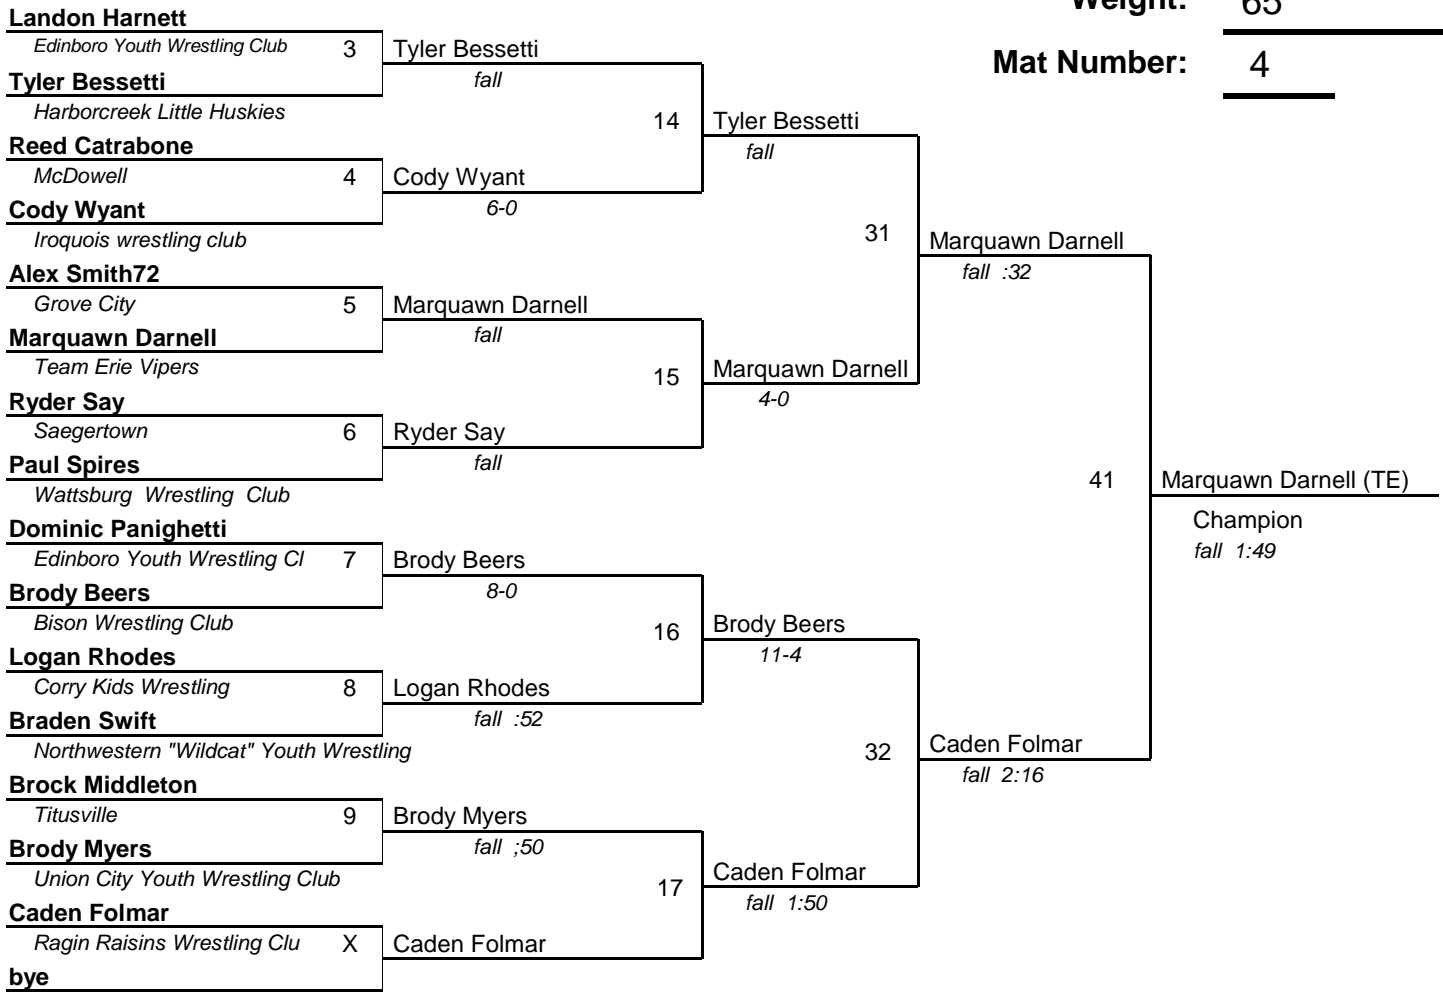 Weight: 65
Mat Number: 4
Landon Harnett
Edinboro Youth Wrestling Club 3
Tyler Bessetti
fall
Tyler Bessetti
Harborcreek Little Huskies
14
Tyler Bessetti
fall
Reed Catrabone
McDowell 4
Cody Wyant
6-0
Cody Wyant
Iroquois wrestling club
31
Marquawn Darnell
fall :32
Alex Smith72
Grove City 5
Marquawn Darnell
fall
Marquawn Darnell
Team Erie Vipers
15
Marquawn Darnell
4-0
Ryder Say
Saegertown 6
Ryder Say
fall
Paul Spires
Wattsburg Wrestling Club
41
Marquawn Darnell (TE)
Champion
fall 1:49
Dominic Panighetti
Edinboro Youth Wrestling Cl 7
Brody Beers
8-0
Brody Beers
Bison Wrestling Club
16
Brody Beers
11-4
Logan Rhodes
Corry Kids Wrestling 8
Logan Rhodes
fall :52
Braden Swift
Northwestern "Wildcat" Youth Wrestling
32
Caden Folmar
fall 2:16
Brock Middleton
Titusville 9
Brody Myers
fall ;50
Brody Myers
Union City Youth Wrestling Club
17
Caden Folmar
fall 1:50
Caden Folmar
Ragin Raisins Wrestling Clu X
Caden Folmar
bye